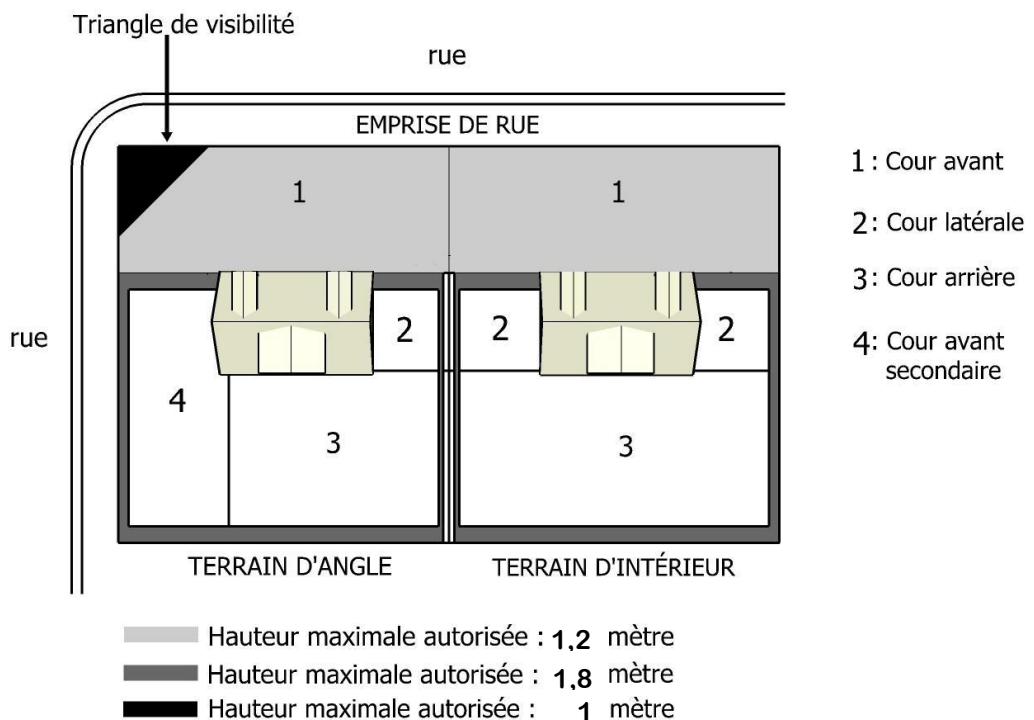 Triangle de visibilité
rue
EMPRISE DE RUE
1
1
1 : Cour avant
2: Cour latérale
3: Cour arrière
4: Cour avant
secondaire
rue
2
2
2
4
3
3
TERRAIN D'ANGLE
TERRAIN D'INTÉRIEUR
Hauteur maximale autorisée : 1,2 mètre
Hauteur maximale autorisée : 1,8 mètre
Hauteur maximale autorisée : 1 mètre